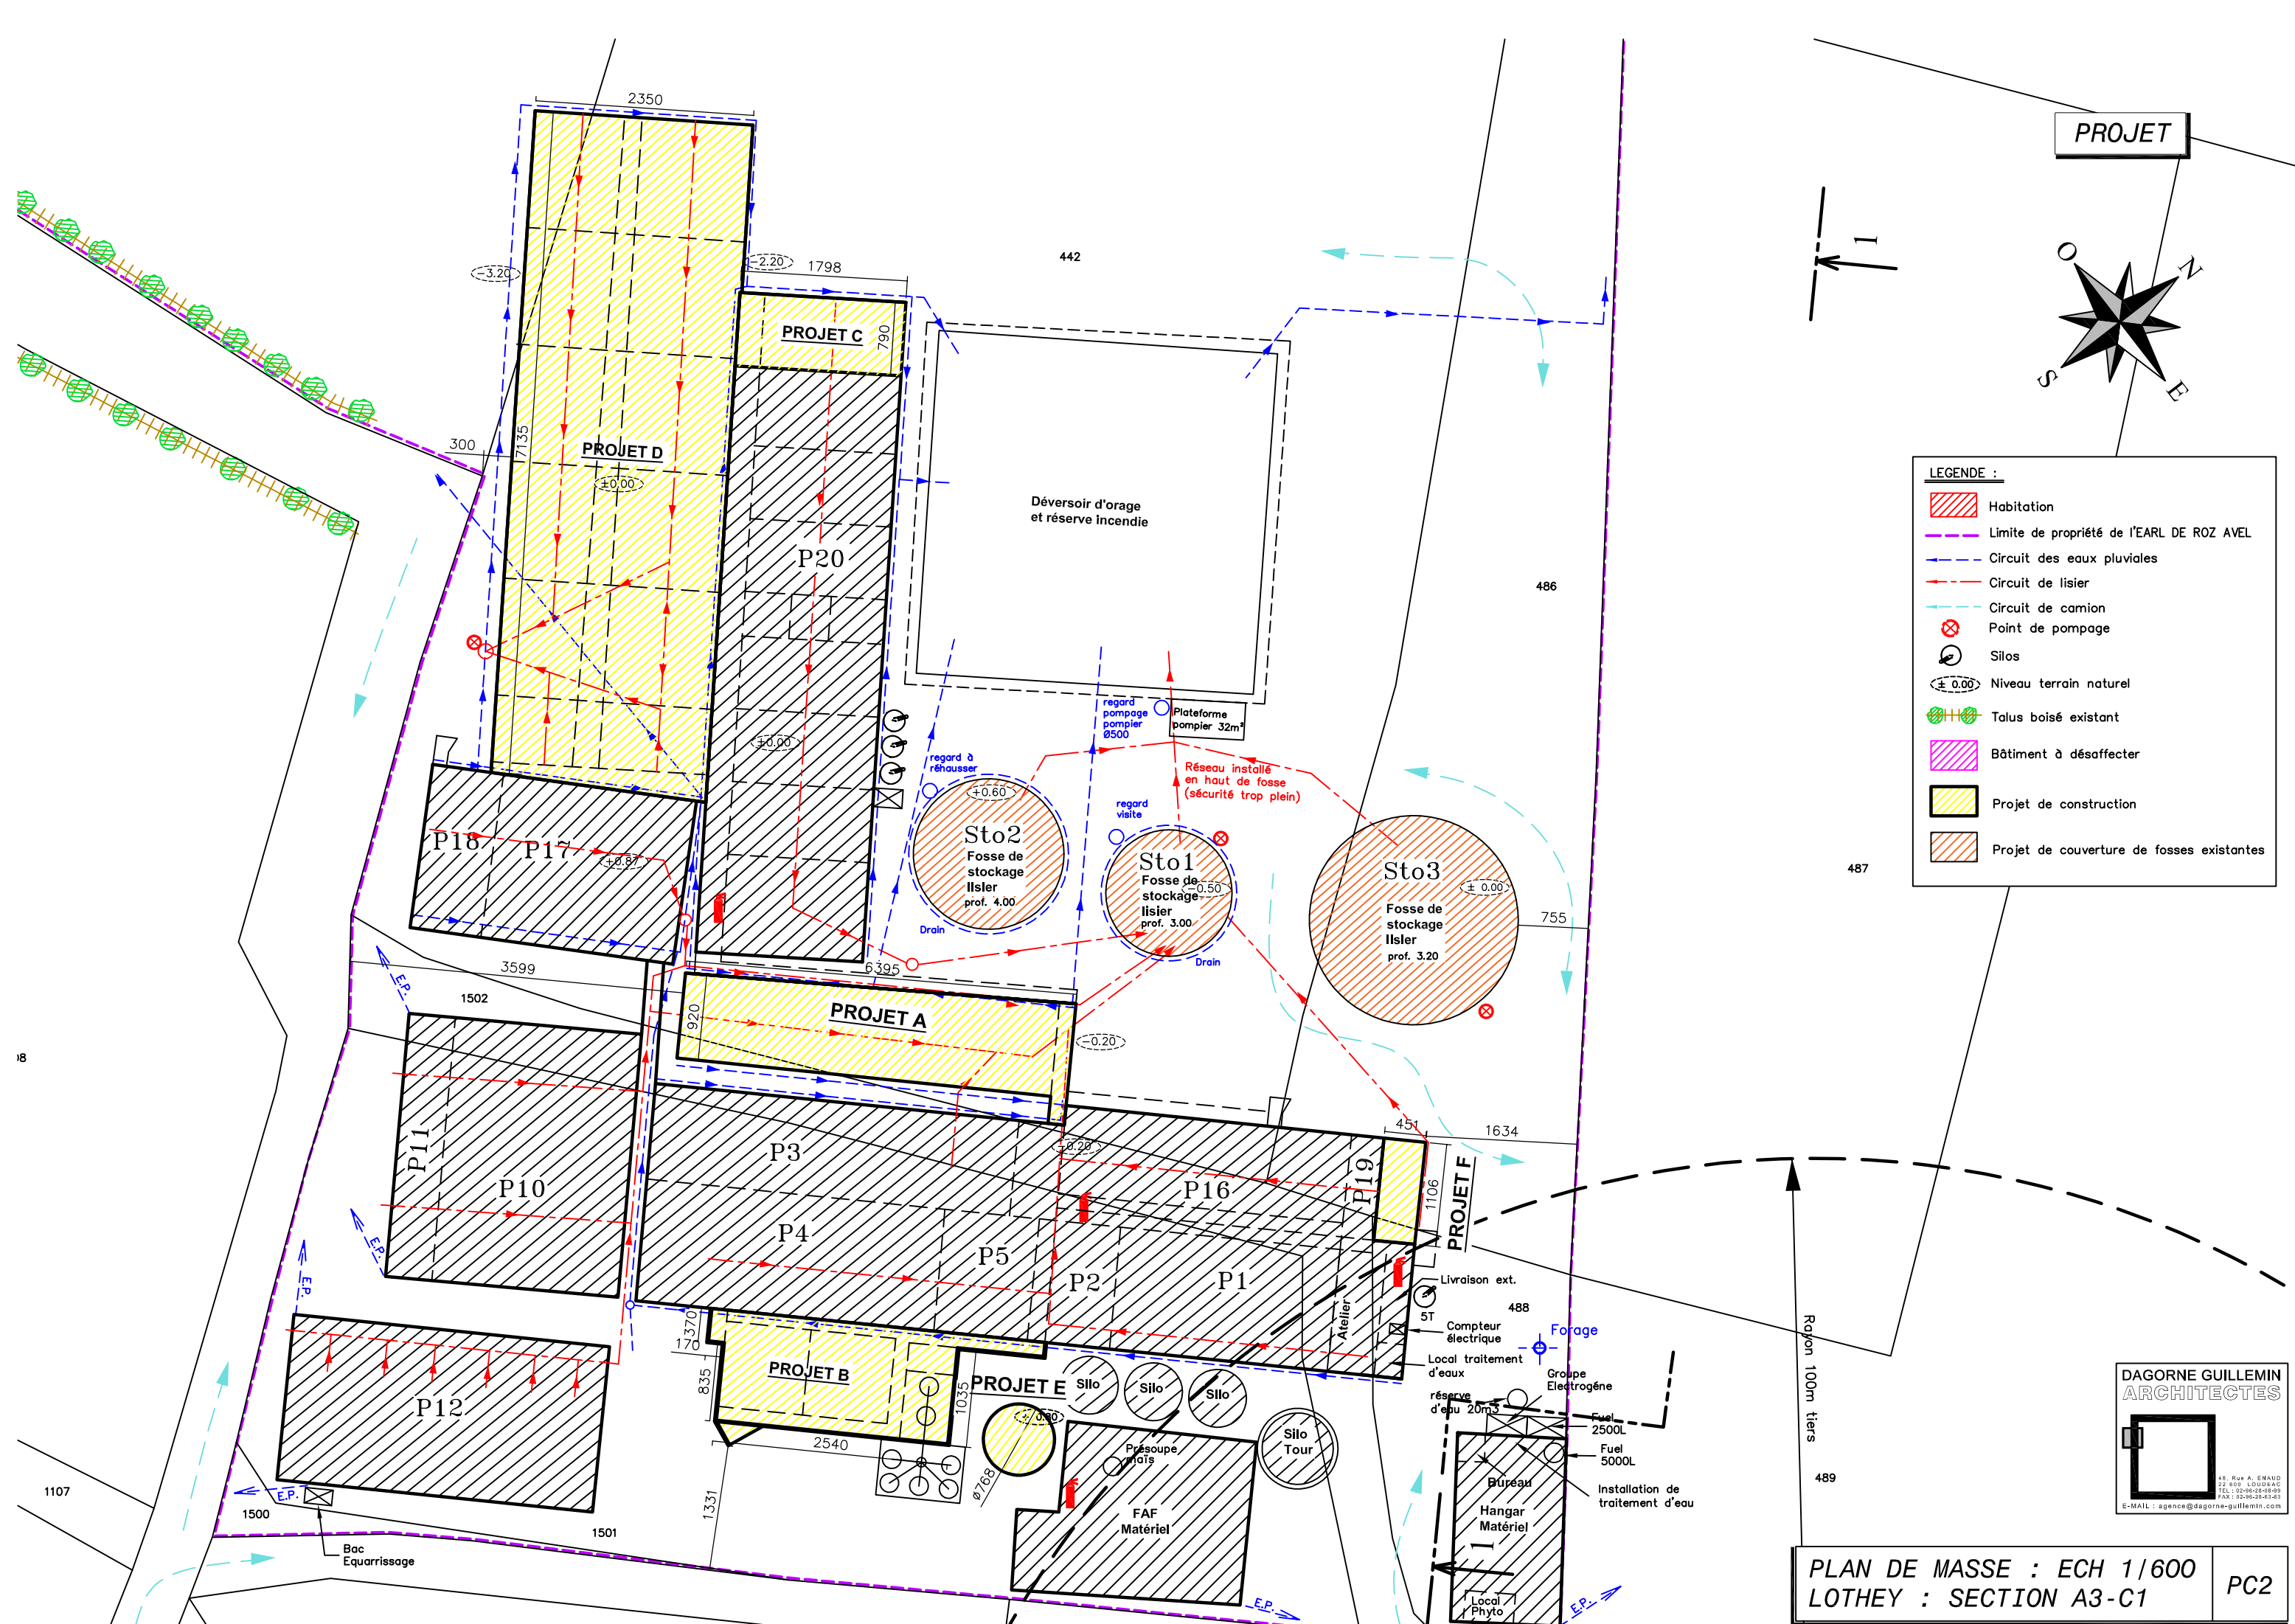 PROJET
2350
1
O
N
S
E
442
-3.20
-2.20
1798
PROJET C
790
300
7135
PROJET D
±0.00
Déversoir d'orage
et réserve incendie
P20
486
487
LEGENDE :
Habitation
Limite de propriété de l'EARL DE ROZ AVEL
Circuit des eaux pluviales
Circuit de lisier
Circuit de camion
Point de pompage
Silos
± 0.00 Niveau terrain naturel
Talus boisé existant
Bâtiment à désaffecter
Projet de construction
Projet de couverture de fosses existantes
±0.00
regard
pompage
pompier
Ø500
Plateforme
pompier 32m²
regard à
réhausser
Réseau installé
en haut de fosse
(sécurité trop plein)
regard
visite
+0.60
Sto2
Fosse de
stockage
lisier
prof. 4.00
Drain
Sto1
Fosse de
stockage
lisier
prof. 3.00
-0.50
Drain
Sto3
± 0.00
Fosse de
stockage
lisier
prof. 3.20
755
P18
P17
+0.87
3599
6395
E.P.
1502
920
PROJET A
-0.20
P11
P10
P3
P4
P5
P2
-0.20
P16
P1
P19
Atelier
451
1634
1106
PROJET F
Livraison ext.
5T
488
Compteur
électrique
Forage
Local traitement
d'eaux
Groupe
Electrogéne
réserve
d'eau 20m3
Fuel
2500L
Fuel
5000L
Installation de
traitement d'eau
E.P.
E.P.
P12
1370
170
835
PROJET B
2540
1035
1331
PROJET E
Silo
Silo
Silo
Silo
Tour
Ø768
Présoupe
maïs
FAF
Matériel
Bureau
Hangar
Matériel
1
Local
Phyto
E.P.
E.P.
E.P.
Bac
Equarrissage
1107
1500
1501
Rayon 100m tiers
489
DAGORNE GUILLEMIN
ARCHITECTES
E-MAIL : agence@dagorne-guillemin.com
PLAN DE MASSE : ECH 1/600
LOTHEY : SECTION A3-C1
PC2